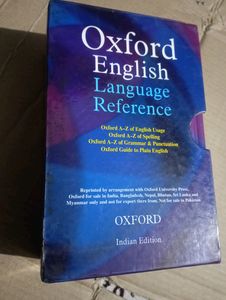 Oxford
English
Language
Reference
Oxford A-Z of English Usage
Oxford A-Z of Spelling
Oxford A-Z of Grammar & Punctuation
Oxford Guide to Plain English
Reprinted by arrangement with Oxford University Press,
Oxford for sale in India, Bangladesh, Nepal, Bhutan, Sri Lanka and
Myanmar only and not for export there from. Not for sale in Pakistan
OXFORD
Indian Edition